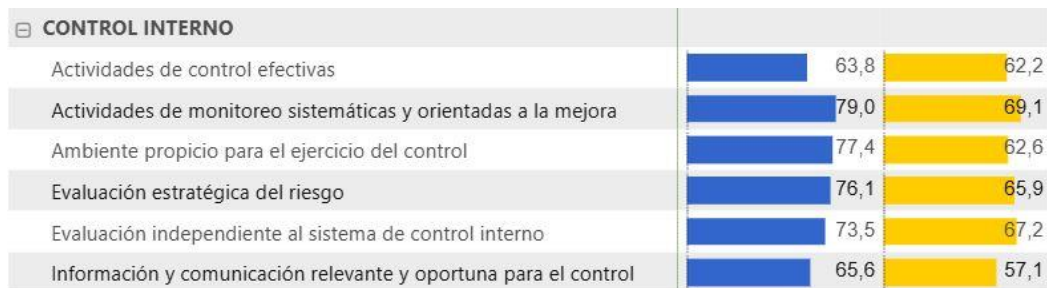 CONTROL INTERNO
Actividades de control efectivas 63,8 62,2
Actividades de monitoreo sistemáticas y orientadas a la mejora 79,0 69,1
Ambiente propicio para el ejercicio del control 77,4 62,6
Evaluación estratégica del riesgo 76,1 65,9
Evaluación independiente al sistema de control interno 73,5 67,2
Información y comunicación relevante y oportuna para el control 65,6 57,1